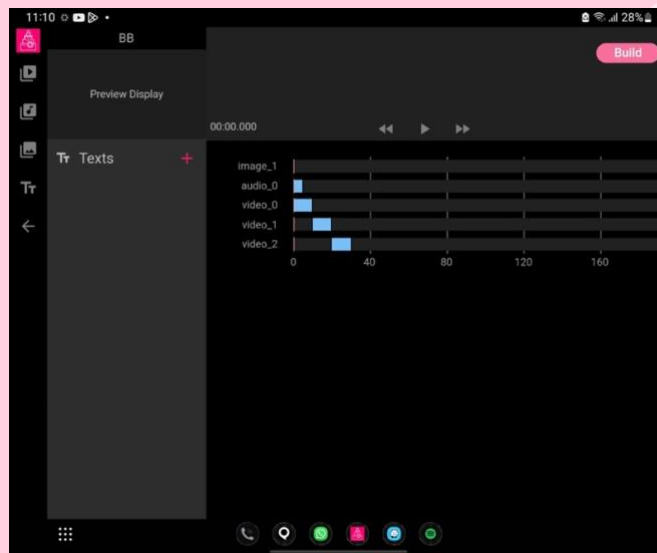 11:10
28%
BB
Build
Preview Display
00:00.000
Texts
image_1
audio_0
video_0
video_1
video_2
0 40 80 120 160